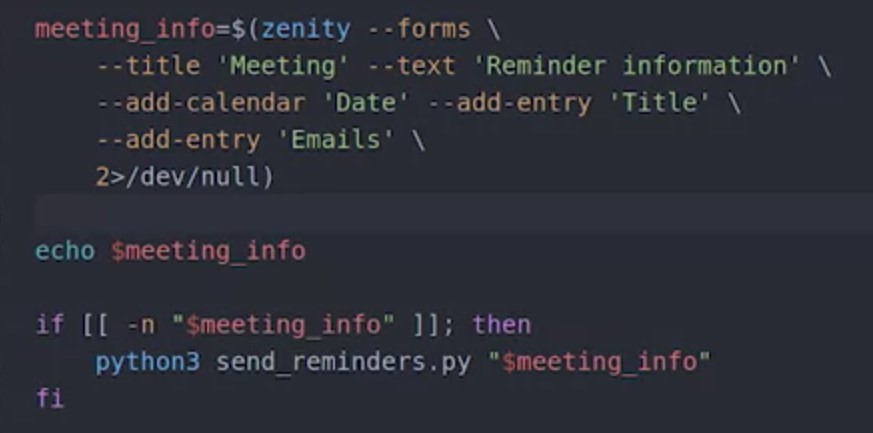 meeting_info=$(zenity --forms \
    --title 'Meeting' --text 'Reminder information' \
    --add-calendar 'Date' --add-entry 'Title' \
    --add-entry 'Emails' \
    2>/dev/null)

echo $meeting_info

if [[ -n "$meeting_info" ]]; then
    python3 send_reminders.py "$meeting_info"
fi